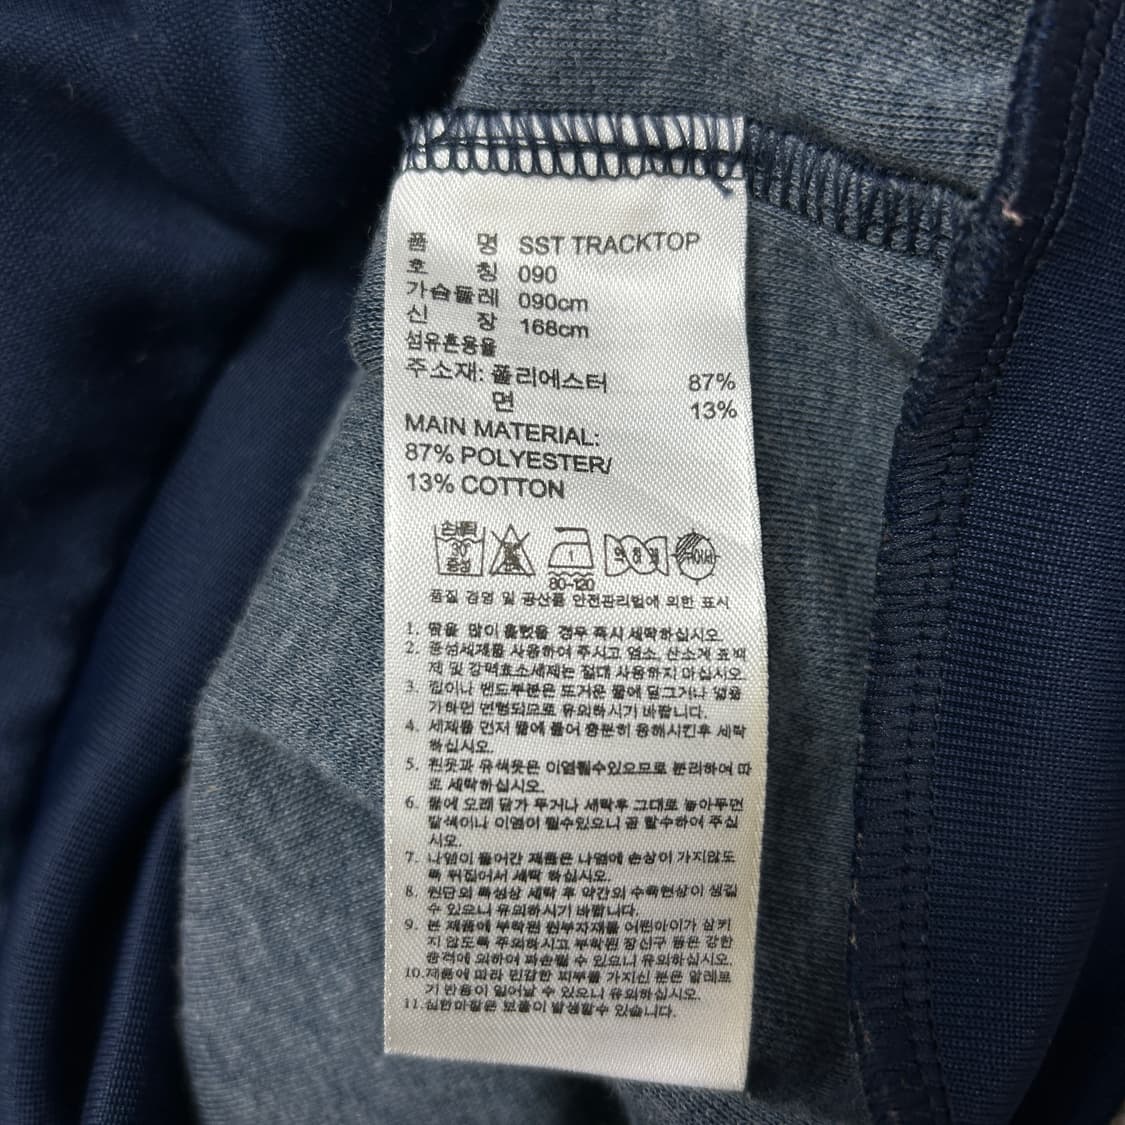 품 명 SST TRACKTOP
호 칭 090
가슴둘레 090cm
신 장 168cm
섬유혼용율
주소재: 폴리에스터 87%
면 13%
MAIN MATERIAL:
87% POLYESTER/
13% COTTON
손세탁
30°
중성
1
80-120
품질 경영 및 공산품 안전관리법에 의한 표시
1. 땀을 많이 흘렸을 경우 즉시 세탁하십시오.
2. 중성세제를 사용하여 주시고 염소, 산소계 표백
제 및 강력효소세제는 절대 사용하지 마십시오.
3. 깁이나 밴드부분은 뜨거운 물에 담그거나 열을
가하면 변형되므로 유의하시기 바랍니다.
4. 세제를 먼저 물에 풀어 충분히 용해시킨후 세탁
하십시오.
5. 흰옷과 유색옷은 이염될수있으므로 분리하여 따
로 세탁하십시오.
6. 물에 오래 담가 두거나 세탁후 그대로 놓아두면
탈색이나 이염이 될수있으니 꼭 탈수하여 주십
시오.
7. 나염이 들어간 제품은 나염에 손상이 가지않도
록 뒤집어서 세탁 하십시오.
8. 원단의 특성상 세탁 후 약간의 수축현상이 생길
수 있으니 유의하시기 바랍니다.
9. 본 제품에 부착된 원부자재를 어린아이가 삼키
지 않도록 주의하시고 부착된 장신구 등은 강한
충격에 의하여 파손될 수 있으니 유의하십시오.
10.제품에 따라 민감한 피부를 가지신 분은 알레르
기 반응이 일어날 수 있으니 유의하십시오.
11.심한마찰은 보풀이 발생할수 있습니다.